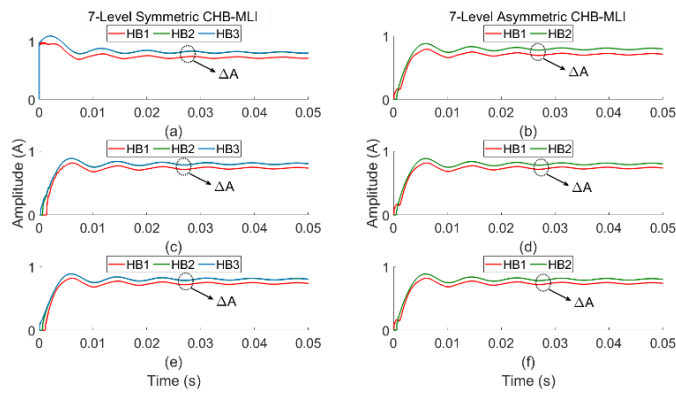 7-Level Symmetric CHB-MLI
7-Level Asymmetric CHB-MLI
HB1 HB2 HB3
1
0
ΔA
0 0.01 0.02 0.03 0.04 0.05
(a)
HB1 HB2
1
0
ΔA
0 0.01 0.02 0.03 0.04 0.05
(b)
Amplitude (A)
HB1 HB2 HB3
1
0
ΔA
0 0.01 0.02 0.03 0.04 0.05
(c)
Amplitude (A)
HB1 HB2
1
0
ΔA
0 0.01 0.02 0.03 0.04 0.05
(d)
HB1 HB2 HB3
1
0
ΔA
0 0.01 0.02 0.03 0.04 0.05
(e)
Time (s)
HB1 HB2
1
0
ΔA
0 0.01 0.02 0.03 0.04 0.05
(f)
Time (s)